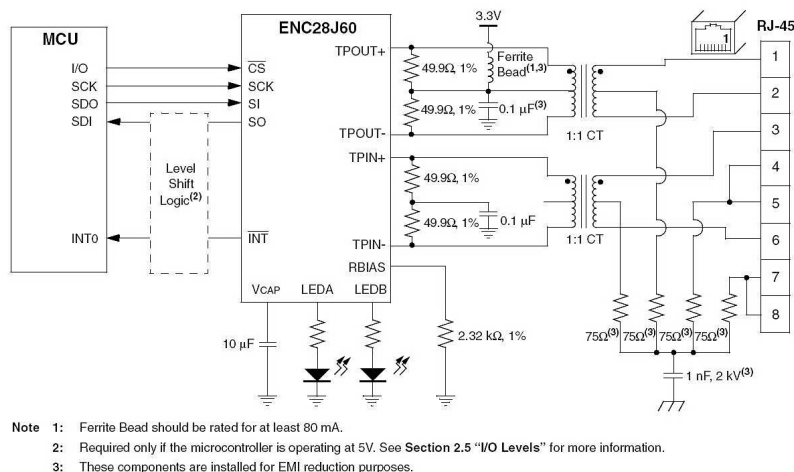 MCU
I/O
SCK
SDO
SDI
INT0
Level
Shift
Logic(2)
ENC28J60
CS
SCK
SI
SO
INT
TPOUT+
TPOUT-
TPIN+
TPIN-
RBIAS
VCAP
LEDA
LEDB
10 µF
2.32 kΩ, 1%
49.9Ω, 1%
49.9Ω, 1%
3.3V
Ferrite
Bead(1,3)
0.1 µF(3)
1:1 CT
49.9Ω, 1%
49.9Ω, 1%
0.1 µF
1:1 CT
1
RJ-45
1
2
3
4
5
6
7
8
75Ω(3)
75Ω(3)
75Ω(3)
75Ω(3)
1 nF, 2 kV(3)
Note 1: Ferrite Bead should be rated for at least 80 mA.
2: Required only if the microcontroller is operating at 5V. See Section 2.5 “I/O Levels” for more information.
3: These components are installed for EMI reduction purposes.